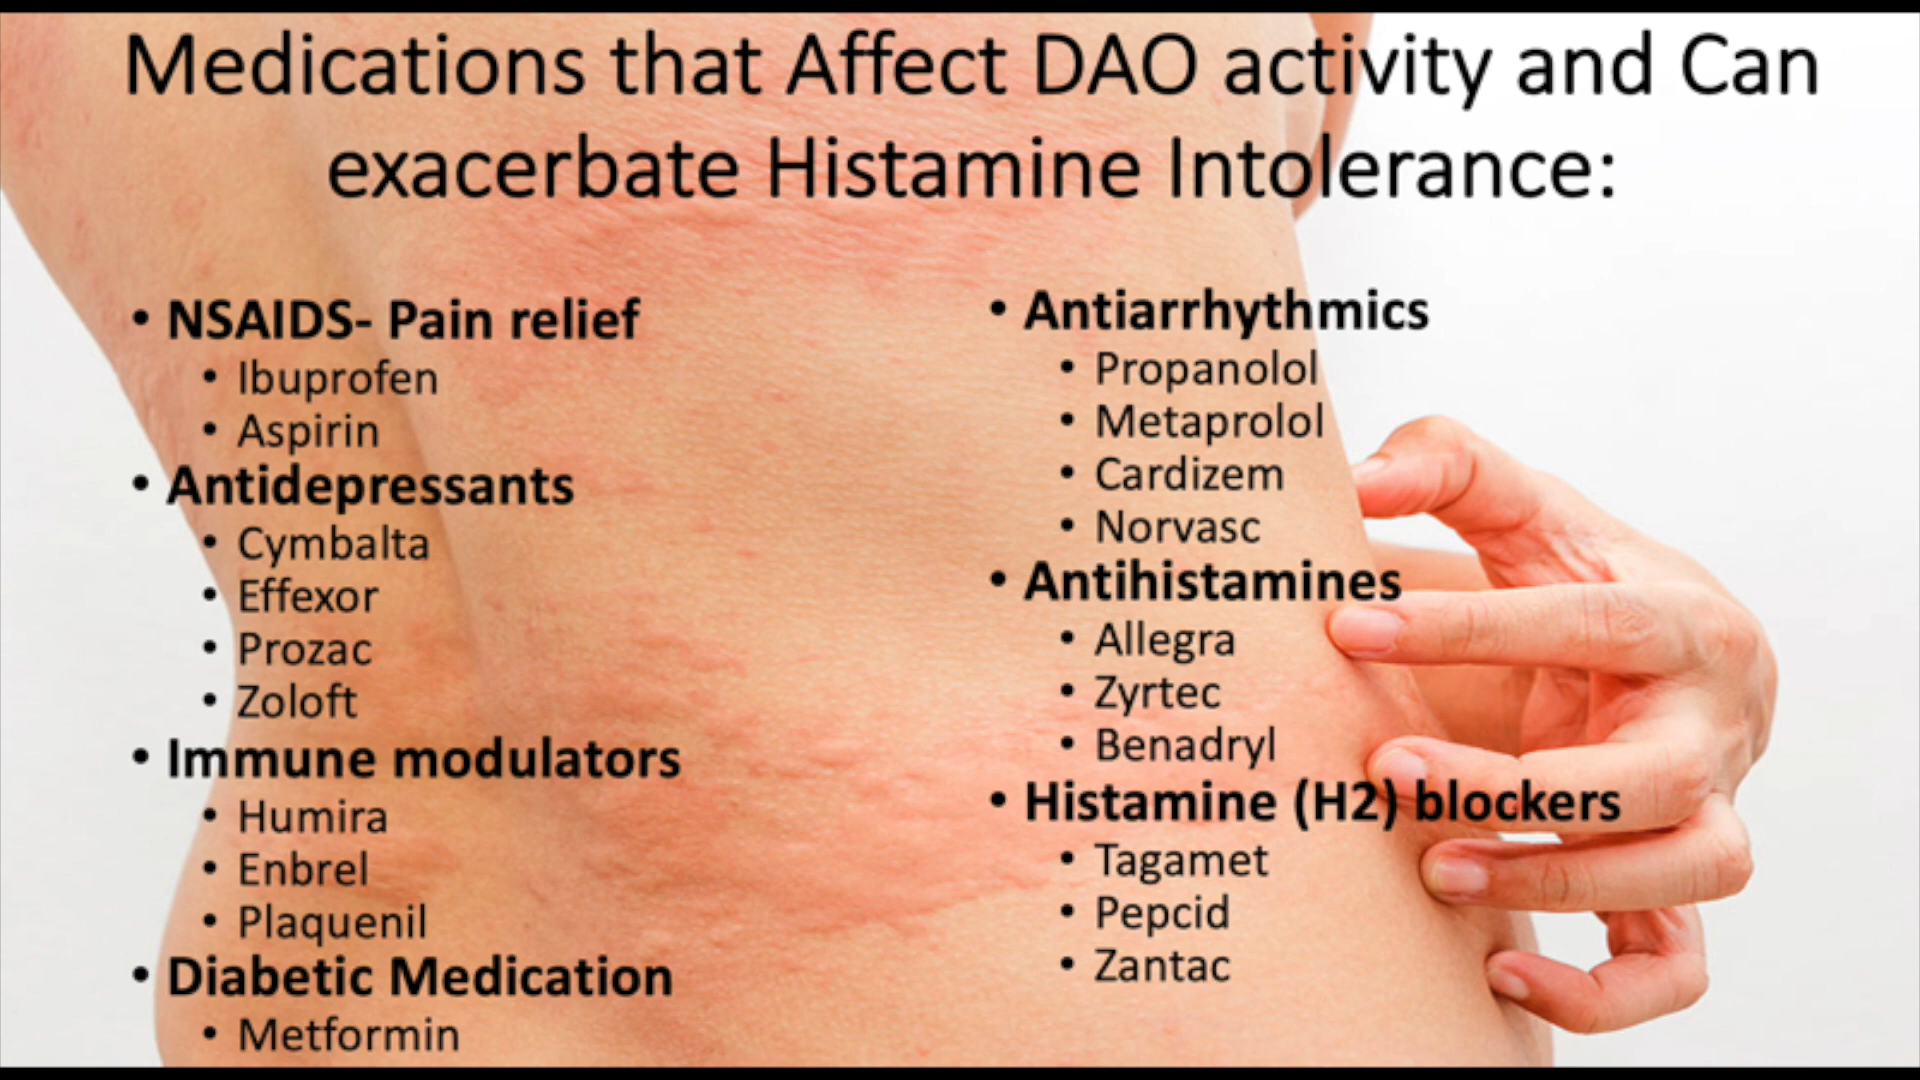 Medications that Affect DAO activity and Can
exacerbate Histamine Intolerance:
• NSAIDS- Pain relief
• Ibuprofen
• Aspirin
• Antidepressants
• Cymbalta
• Effexor
• Prozac
• Zoloft
• Immune modulators
• Humira
• Enbrel
• Plaquenil
• Diabetic Medication
• Metformin
• Antiarrhythmics
• Propanolol
• Metaprolol
• Cardizem
• Norvasc
• Antihistamines
• Allegra
• Zyrtec
• Benadryl
• Histamine (H2) blockers
• Tagamet
• Pepcid
• Zantac